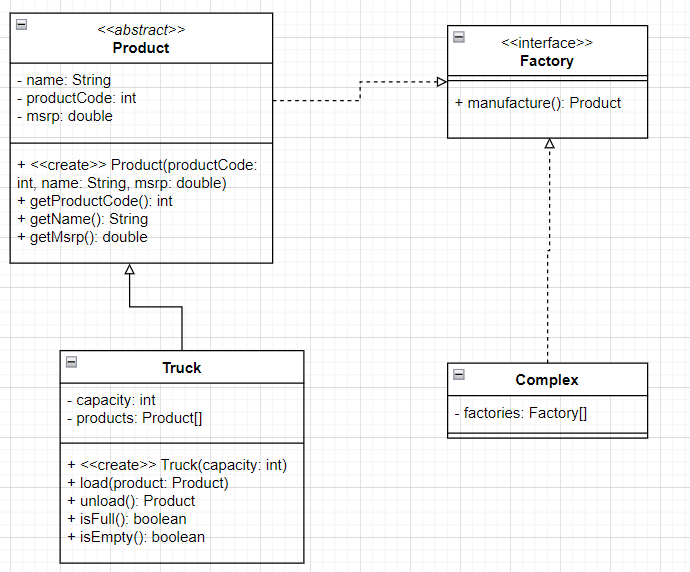 <<abstract>>
Product
- name: String
- productCode: int
- msrp: double
+ <<create>> Product(productCode:
int, name: String, msrp: double)
+ getProductCode(): int
+ getName(): String
+ getMsrp(): double
<<interface>>
Factory
+ manufacture(): Product
Truck
- capacity: int
- products: Product[]
+ <<create>> Truck(capacity: int)
+ load(product: Product)
+ unload(): Product
+ isFull(): boolean
+ isEmpty(): boolean
Complex
- factories: Factory[]